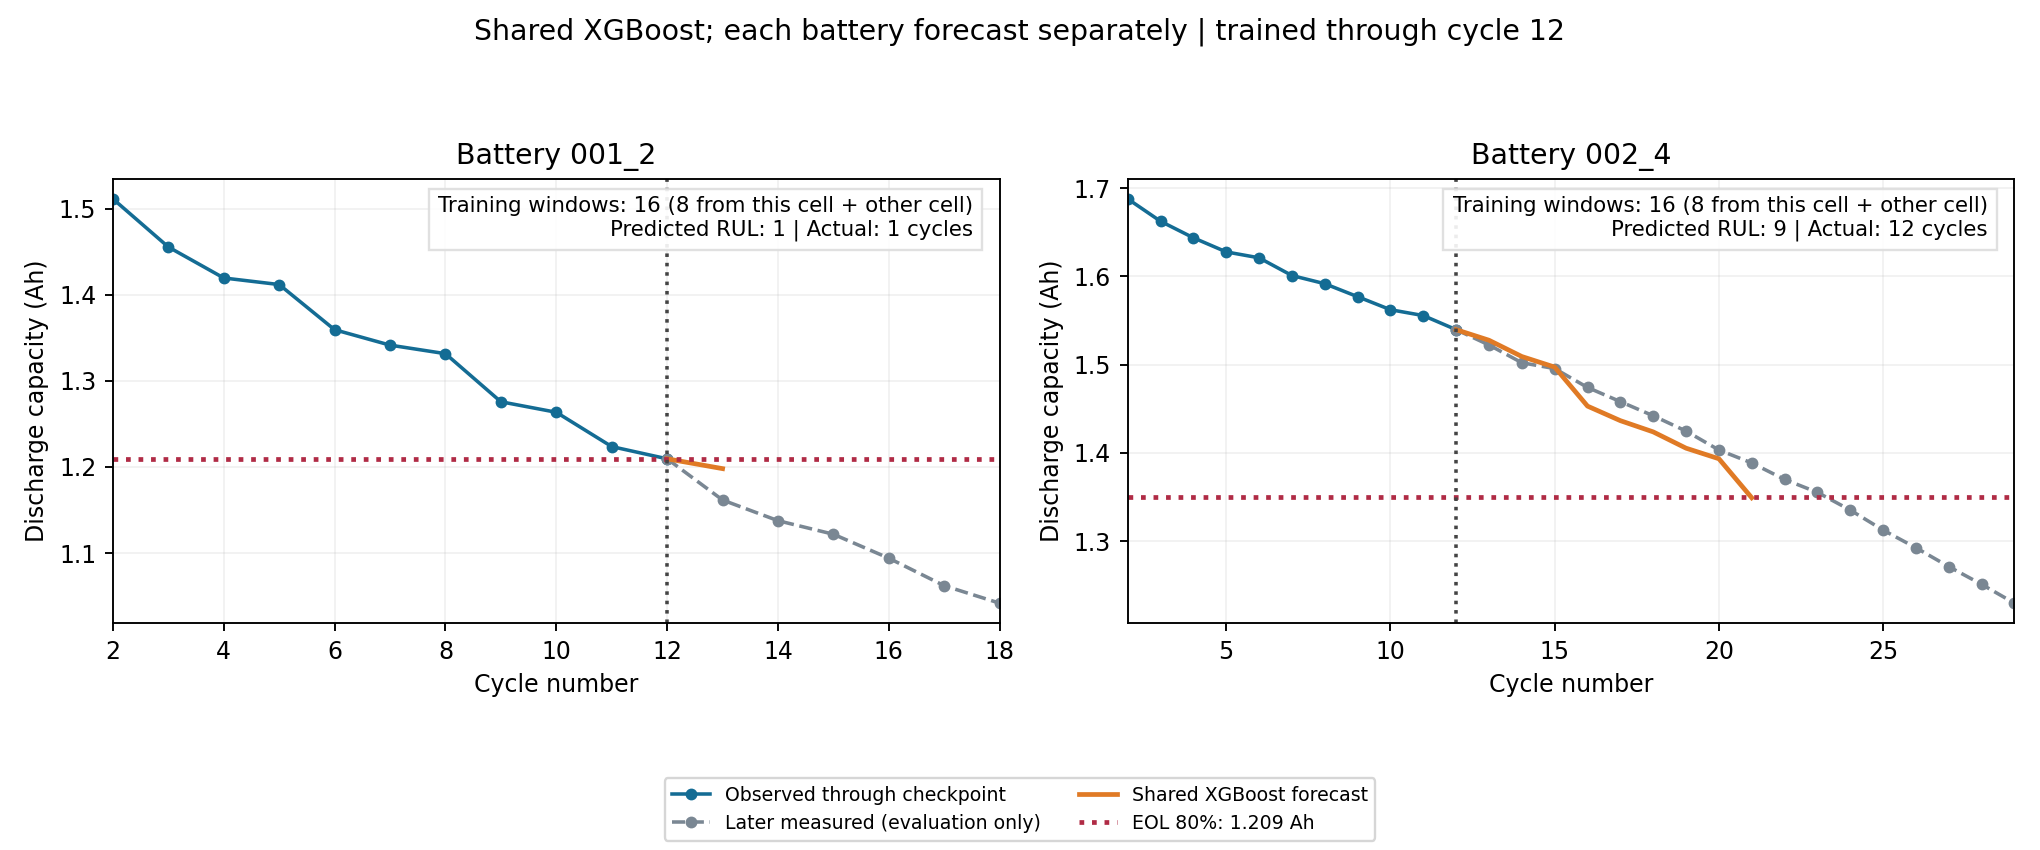 Shared XGBoost; each battery forecast separately | trained through cycle 12
Battery 001_2
Training windows: 16 (8 from this cell + other cell)
Predicted RUL: 1 | Actual: 1 cycles
Discharge capacity (Ah)
1.5
1.4
1.3
1.2
1.1
2 4 6 8 10 12 14 16 18
Cycle number
Battery 002_4
Training windows: 16 (8 from this cell + other cell)
Predicted RUL: 9 | Actual: 12 cycles
Discharge capacity (Ah)
1.7
1.6
1.5
1.4
1.3
5 10 15 20 25
Cycle number
Observed through checkpoint
Later measured (evaluation only)
Shared XGBoost forecast
EOL 80%: 1.209 Ah